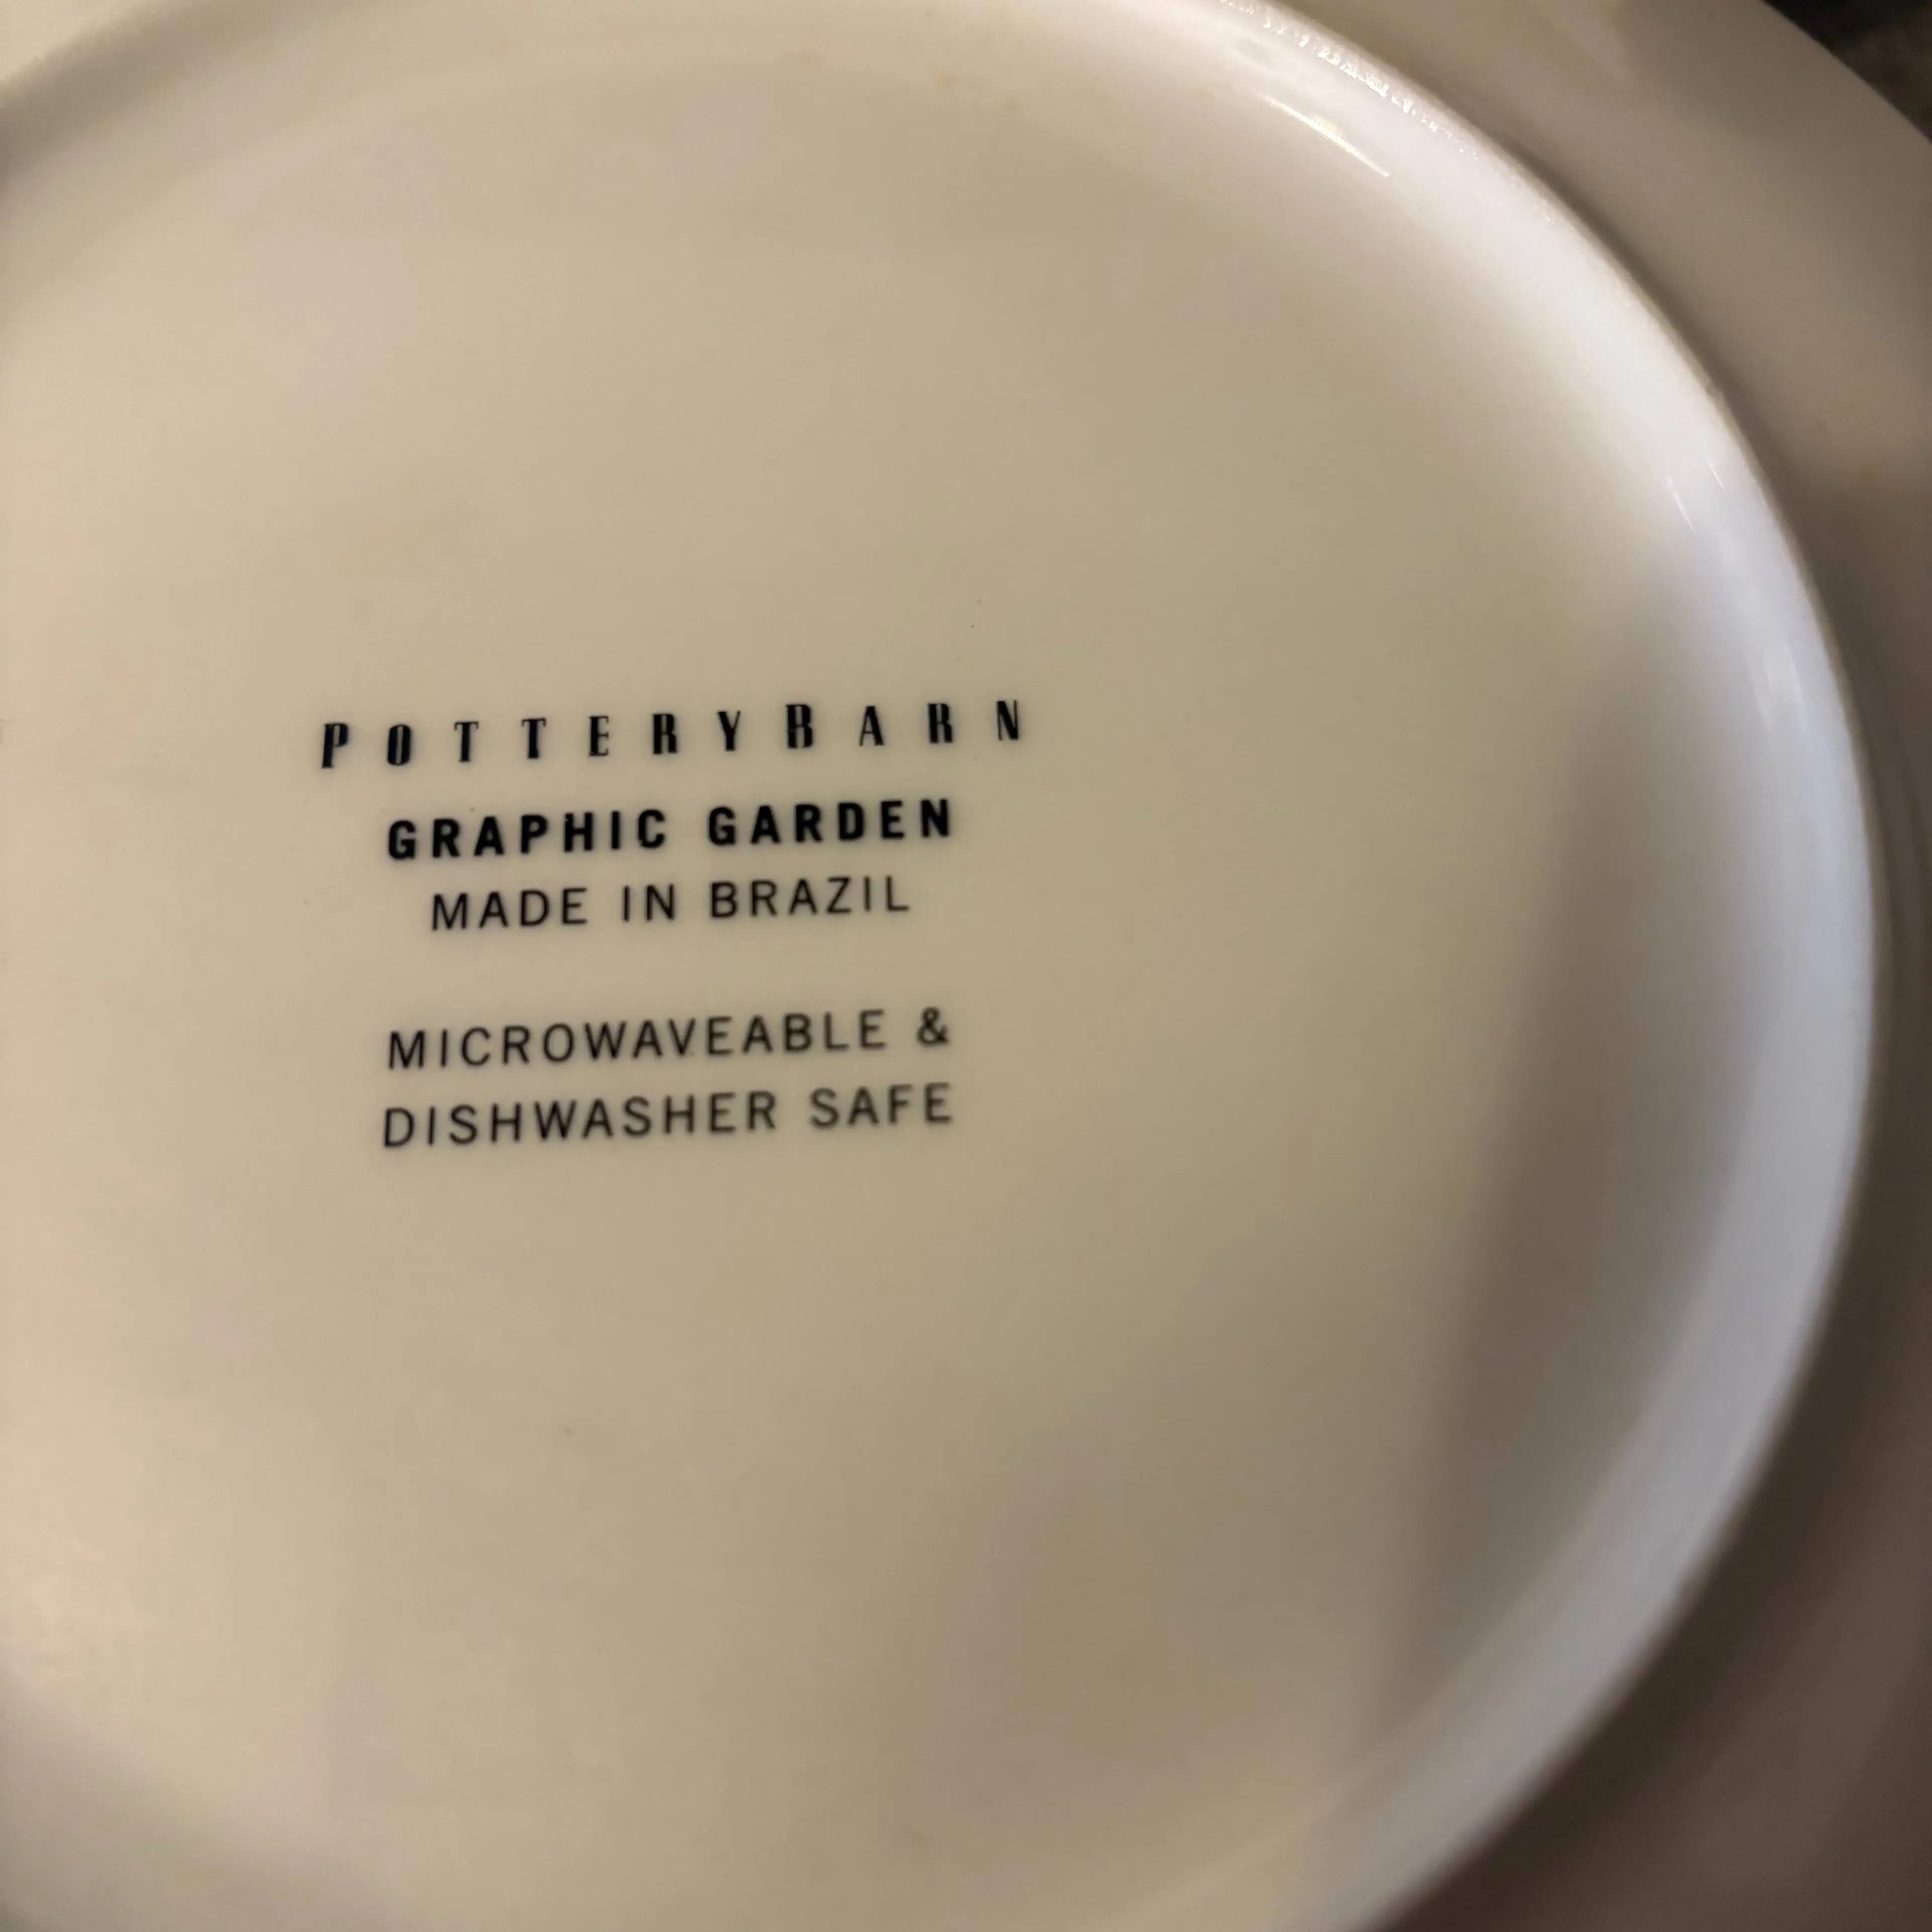 POTTERYBARN
GRAPHIC GARDEN
MADE IN BRAZIL
MICROWAVEABLE &
DISHWASHER SAFE